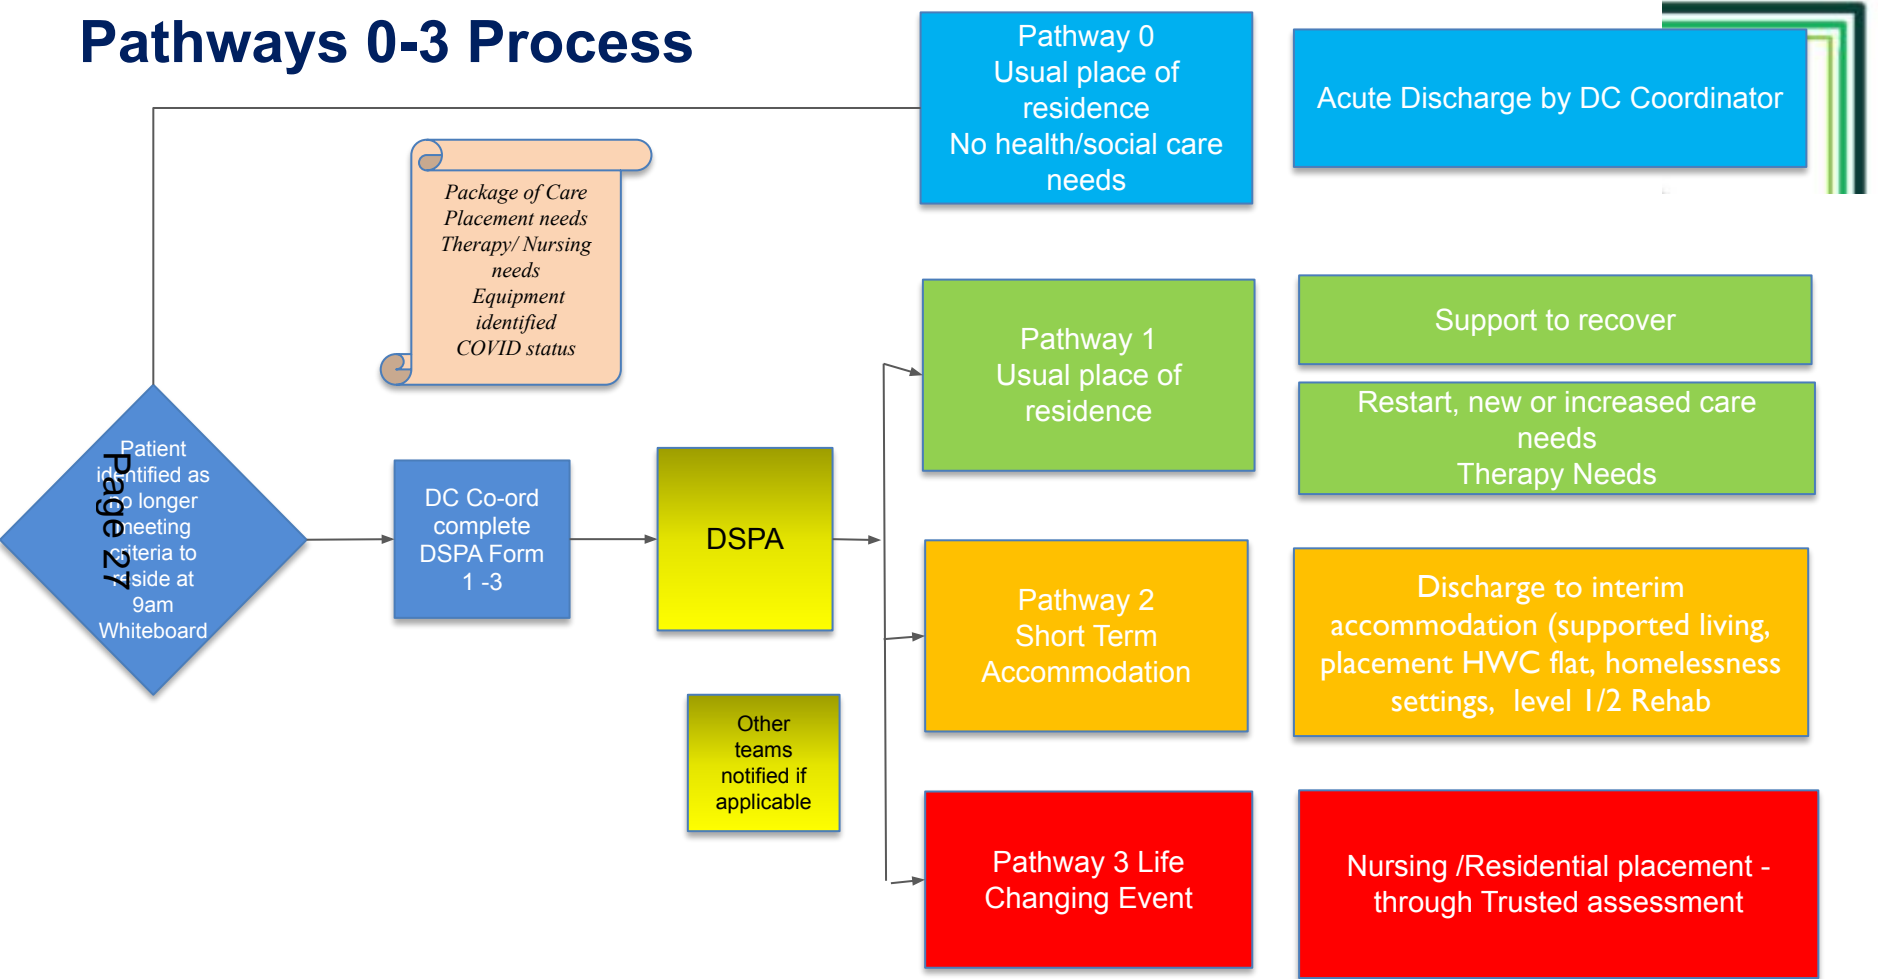 Pathways 0-3 Process
Pathway 0
Usual place of
residence
No health/social care
needs
Acute Discharge by DC Coordinator
Package of Care
Placement needs
Therapy/ Nursing
needs
Equipment
identified
COVID status
Pathway 1
Usual place of
residence
Support to recover
Restart, new or increased care
needs
Therapy Needs
Patient
identified as
no longer
meeting
criteria to
reside at
9am
Whiteboard
Page 27
DC Co-ord
complete
DSPA Form
1 -3
DSPA
Other
teams
notified if
applicable
Pathway 2
Short Term
Accommodation
Discharge to interim
accommodation (supported living,
placement HWC flat, homelessness
settings, level 1/2 Rehab
Pathway 3 Life
Changing Event
Nursing /Residential placement -
through Trusted assessment